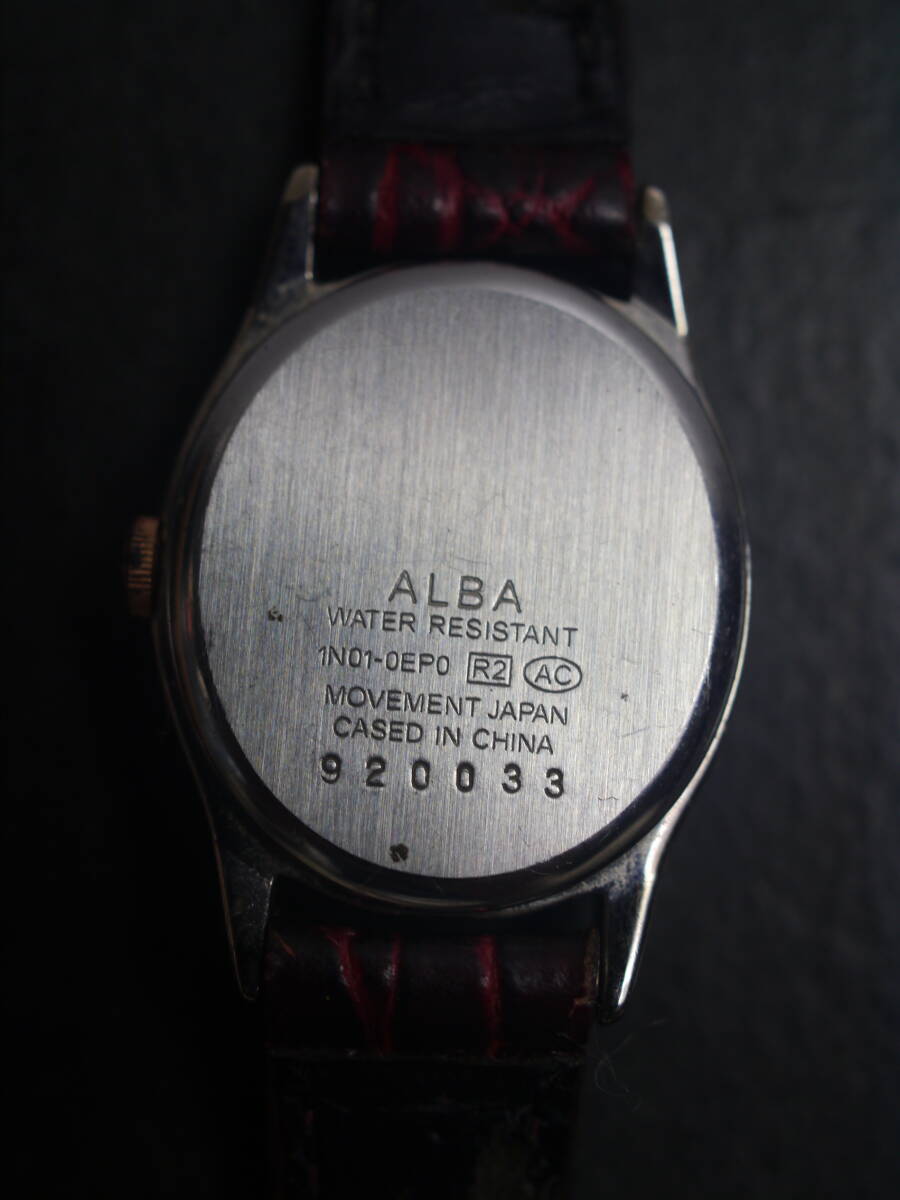 ALBA
WATER RESISTANT
1N01-0EP0 R2 AC
MOVEMENT JAPAN
CASED IN CHINA
920033